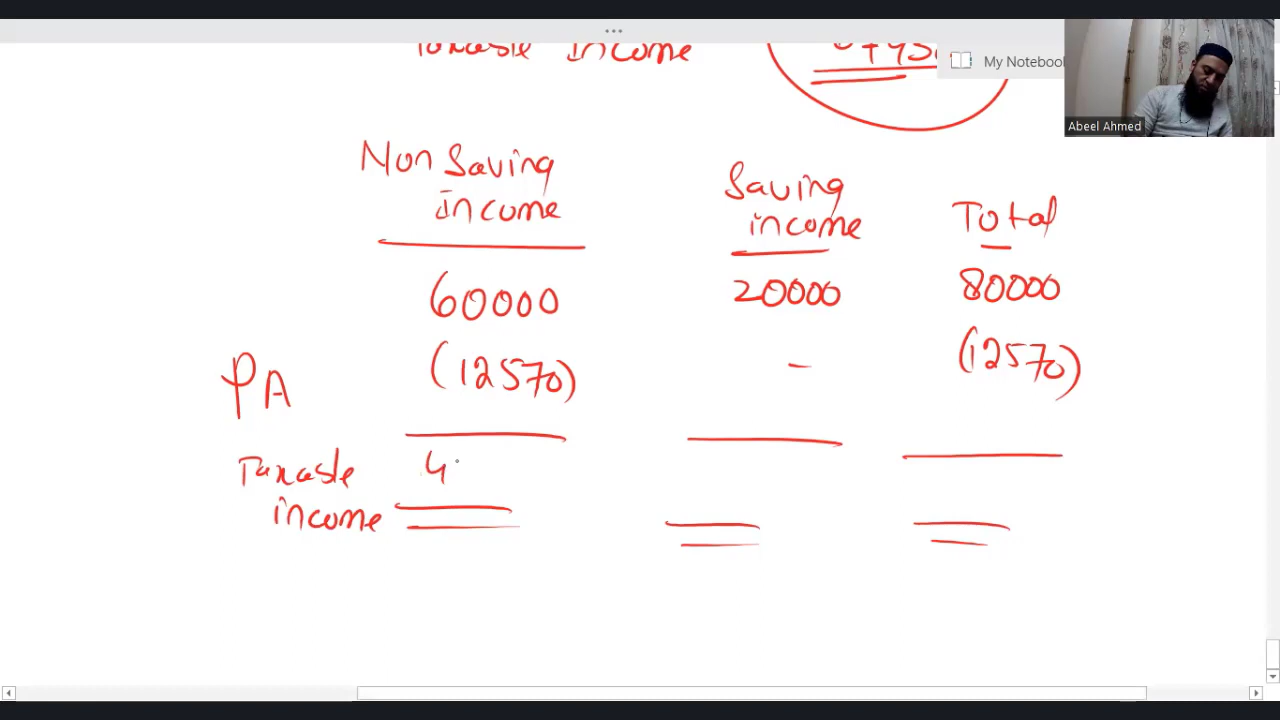 Taxable income
My Notebook
Abeel Ahmed
Non Saving income
Saving income
Total
60000 20000 80000
PA (12570) - (12570)
Taxable income 4